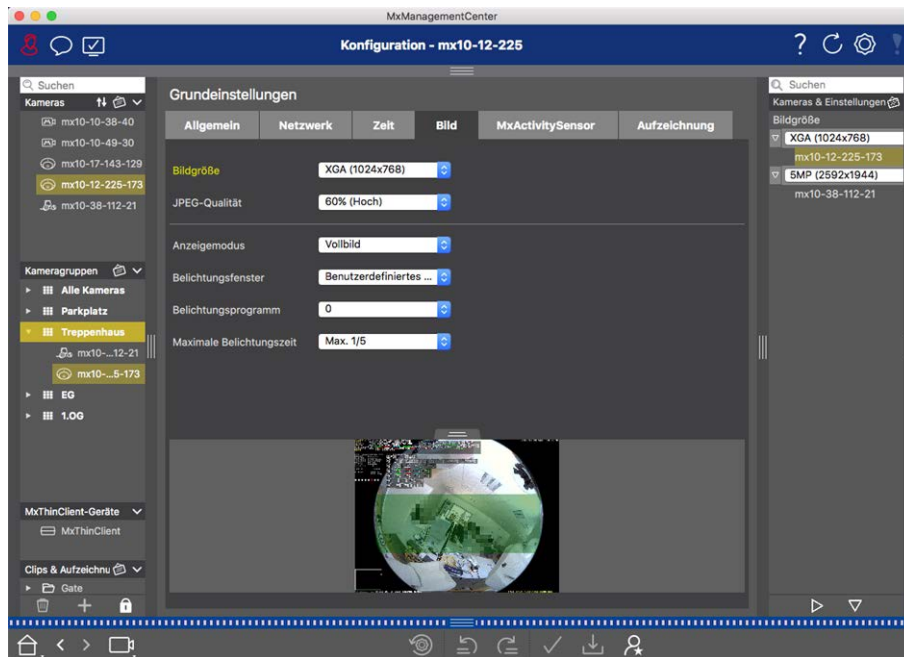 MxManagementCenter
Konfiguration - mx10-12-225
Suchen
Kameras
mx10-10-38-40
mx10-10-49-30
mx10-17-143-129
mx10-12-225-173
mx10-38-112-21
Kameragruppen
Alle Kameras
Parkplatz
Treppenhaus
mx10-...12-21
mx10-...5-173
EG
1.OG
MxThinClient-Geräte
MxThinClient
Clips & Aufzeichnu
Gate
Grundeinstellungen
Allgemein
Netzwerk
Zeit
Bild
MxActivitySensor
Aufzeichnung
Bildgröße
XGA (1024x768)
JPEG-Qualität
60% (Hoch)
Anzeigemodus
Vollbild
Belichtungsfenster
Benutzerdefiniertes ...
Belichtungsprogramm
0
Maximale Belichtungszeit
Max. 1/5
Suchen
Kameras & Einstellungen
Bildgröße
XGA (1024x768)
mx10-12-225-173
5MP (2592x1944)
mx10-38-112-21